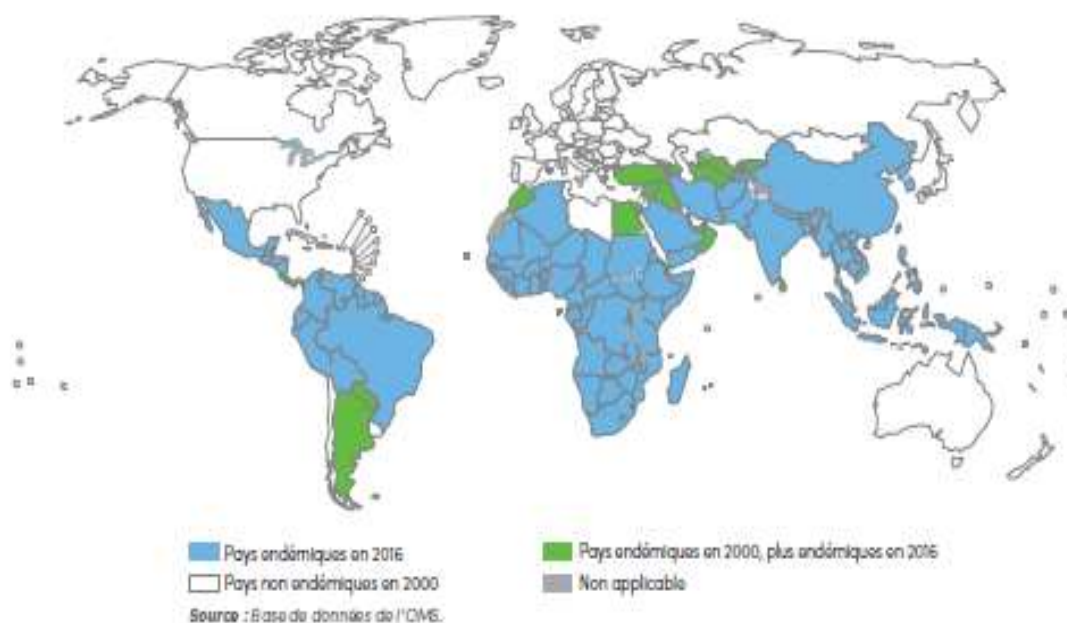 Pays endémiques en 2016
Pays endémiques en 2000, plus endémiques en 2016
Pays non endémiques en 2000
Non applicable
Source : Base de données de l'OMS.